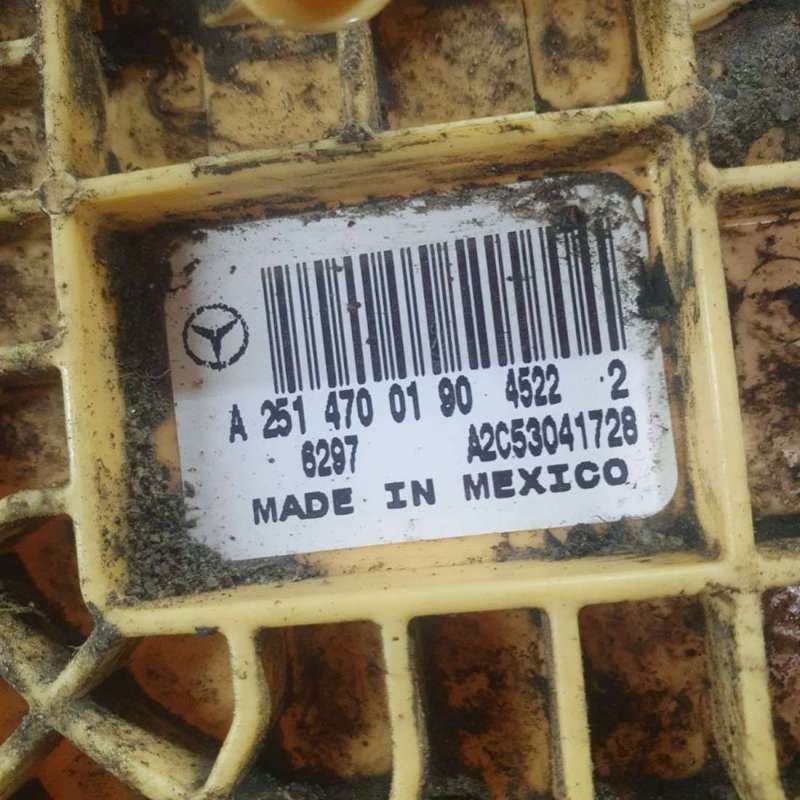 A 251 470 01 90 4522 2
6297 A2C53041728
MADE IN MEXICO